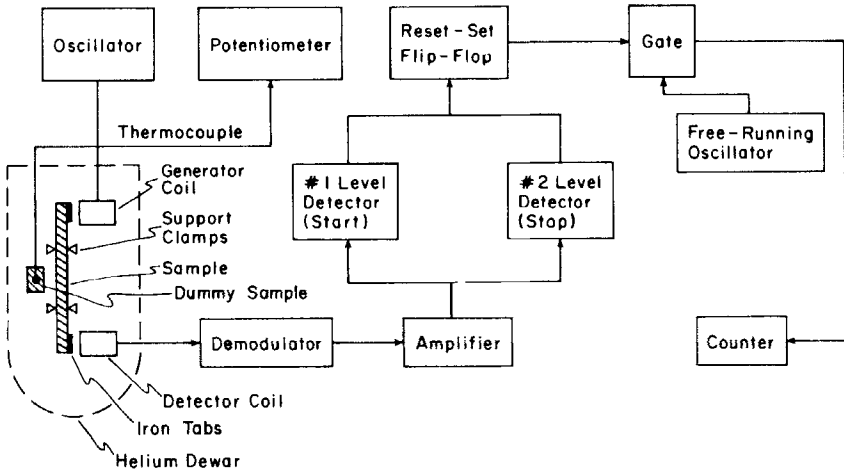 Oscillator
Potentiometer
Reset-Set
Flip-Flop
Gate
Thermocouple
Free-Running
Oscillator
Generator
Coil
#1 Level
Detector
(Start)
#2 Level
Detector
(Stop)
Support
Clamps
Sample
Dummy Sample
Demodulator
Amplifier
Counter
Detector Coil
Iron Tabs
Helium Dewar